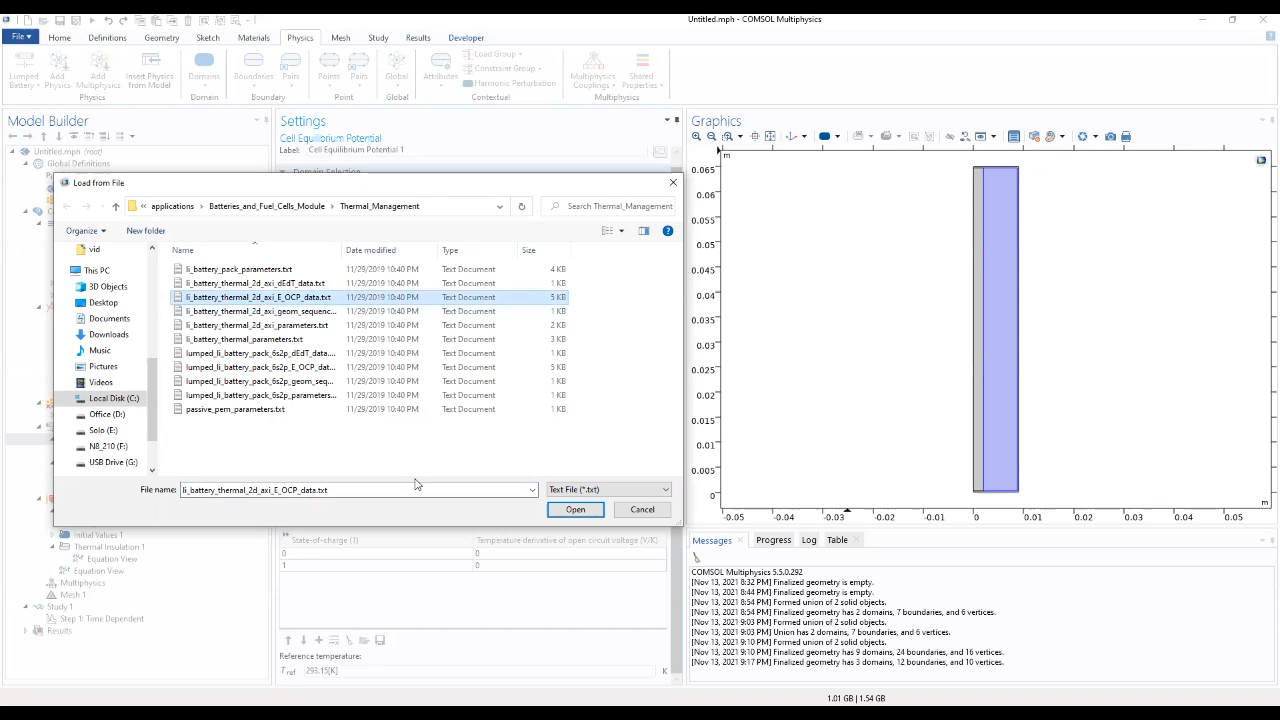 Untitled.mph - COMSOL Multiphysics
File Home Definitions Geometry Sketch Materials Physics Mesh Study Results Developer
Lumped Battery
Add Physics
Add Multiphysics
Insert Physics from Model
Domains
Boundaries
Pairs
Points
Pairs
Global
Attributes
Load Group
Constraint Group
Harmonic Perturbation
Multiphysics Couplings
Shared Properties
Physics Domain Boundary Point Global Contextual Multiphysics
Model Builder
Untitled.mph (root)
Global Definitions
Settings
Cell Equilibrium Potential
Label: Cell Equilibrium Potential 1
Domain Selection
Load from File
« applications > Batteries_and_Fuel_Cells_Module > Thermal_Management
Search Thermal_Management
Organize New folder
vid
This PC
3D Objects
Desktop
Documents
Downloads
Music
Pictures
Videos
Local Disk (C:)
Office (D:)
Solo (E:)
N8_210 (F:)
USB Drive (G:)
Name Date modified Type Size
li_battery_pack_parameters.txt 11/29/2019 10:40 PM Text Document 4 KB
li_battery_thermal_2d_axi_dEdT_data.txt 11/29/2019 10:40 PM Text Document 1 KB
li_battery_thermal_2d_axi_E_OCP_data.txt 11/29/2019 10:40 PM Text Document 5 KB
li_battery_thermal_2d_axi_geom_sequenc... 11/29/2019 10:40 PM Text Document 1 KB
li_battery_thermal_2d_axi_parameters.txt 11/29/2019 10:40 PM Text Document 2 KB
li_battery_thermal_parameters.txt 11/29/2019 10:40 PM Text Document 3 KB
lumped_li_battery_pack_6s2p_dEdT_data.... 11/29/2019 10:40 PM Text Document 1 KB
lumped_li_battery_pack_6s2p_E_OCP_dat... 11/29/2019 10:40 PM Text Document 5 KB
lumped_li_battery_pack_6s2p_geom_seq... 11/29/2019 10:40 PM Text Document 1 KB
lumped_li_battery_pack_6s2p_parameters... 11/29/2019 10:40 PM Text Document 1 KB
passive_pem_parameters.txt 11/29/2019 10:40 PM Text Document 1 KB
File name: li_battery_thermal_2d_axi_E_OCP_data.txt
Text File (*.txt)
Open Cancel
Initial Values 1
Thermal Insulation 1
Equation View
Equation View
Multiphysics
Mesh 1
Study 1
Step 1: Time Dependent
Results
State-of-charge (1) Temperature derivative of open circuit voltage (V/K)
0 0
1 0
Reference temperature:
Tref 293.15[K] K
Graphics
m
0.065
0.06
0.055
0.05
0.045
0.04
0.035
0.03
0.025
0.02
0.015
0.01
0.005
0
-0.05 -0.04 -0.03 -0.02 -0.01 0 0.01 0.02 0.03 0.04 0.05
m
Messages Progress Log Table
COMSOL Multiphysics 5.5.0.292
[Nov 13, 2021 8:32 PM] Finalized geometry is empty.
[Nov 13, 2021 8:44 PM] Finalized geometry is empty.
[Nov 13, 2021 8:54 PM] Formed union of 2 solid objects.
[Nov 13, 2021 8:54 PM] Finalized geometry has 2 domains, 7 boundaries, and 6 vertices.
[Nov 13, 2021 9:03 PM] Formed union of 2 solid objects.
[Nov 13, 2021 9:03 PM] Union has 2 domains, 7 boundaries, and 6 vertices.
[Nov 13, 2021 9:10 PM] Formed union of 2 solid objects.
[Nov 13, 2021 9:10 PM] Finalized geometry has 9 domains, 24 boundaries, and 16 vertices.
[Nov 13, 2021 9:17 PM] Finalized geometry has 3 domains, 12 boundaries, and 10 vertices.
1.01 GB | 1.54 GB